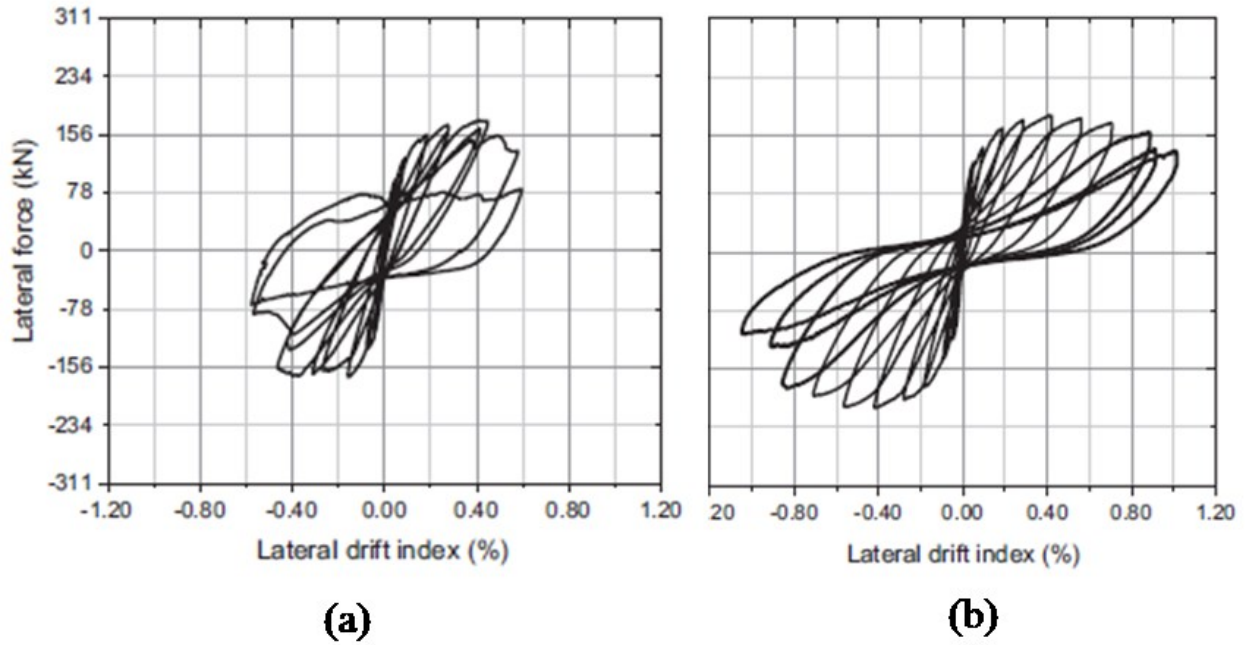 311
234
156
78
0
-78
-156
-234
-311
Lateral force (kN)
-1.20 -0.80 -0.40 0.00 0.40 0.80 1.20
Lateral drift index (%)
(a)
20 -0.80 -0.40 0.00 0.40 0.80 1.20
Lateral drift index (%)
(b)